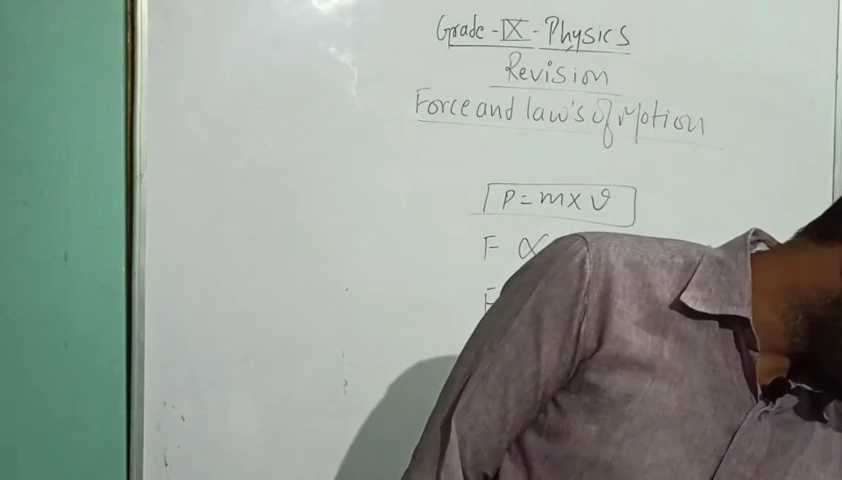 Grade - IX - Physics
Revision
Force and law's of Motion
P = m x v
F ∝
F